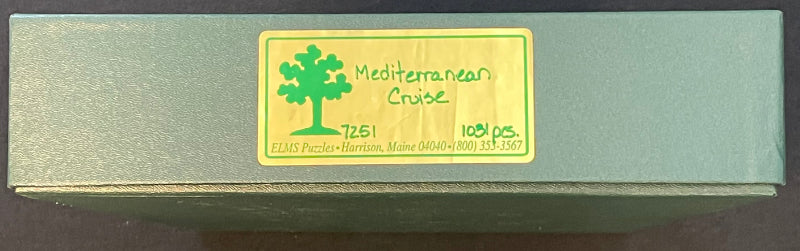 Mediterranean
Cruise
7251 1031 pcs.
ELMS Puzzles • Harrison, Maine 04040 • (800) 353-3567